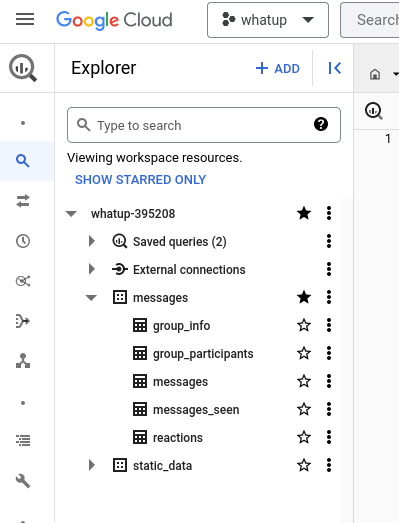 Google Cloud
whatup
Search
Explorer
+ ADD
Type to search
Viewing workspace resources.
SHOW STARRED ONLY
1
whatup-395208
Saved queries (2)
External connections
messages
group_info
group_participants
messages
messages_seen
reactions
static_data